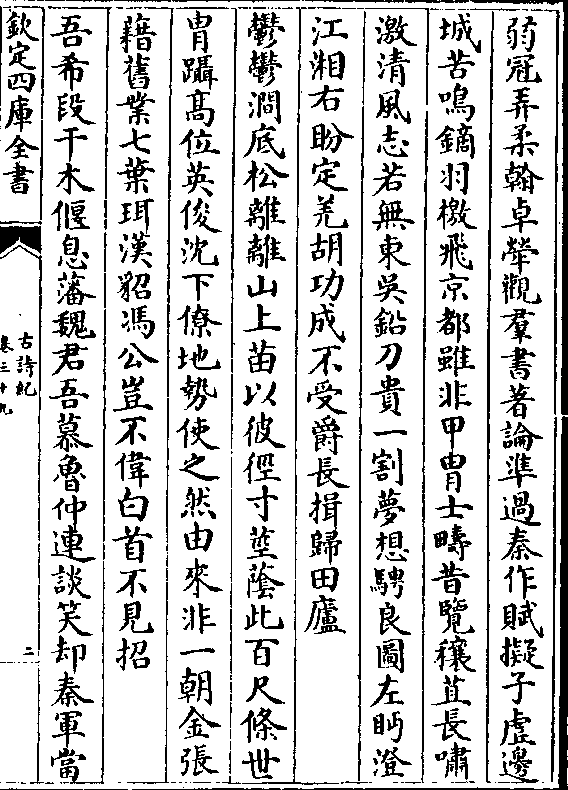 弱冠弄柔翰卓犖觀羣書著論準過秦作賦擬子虛邊
城苦鳴鏑羽檄飛京都雖非甲胄士疇昔覽穰苴長嘯
激清風志若無東吳鉛刀貴一割夢想騁良圖左眄澄
江湘右盼定羌胡功成不受爵長揖歸田廬
鬱鬱澗底松離離山上苗以彼徑寸莖蔭此百尺條世
胄躡髙位英俊沈下僚地勢使之然由來非一朝金張
藉舊業七葉珥漢貂馮公豈不偉白首不見招
吾希段干木偃息藩魏君吾慕魯仲連談笑却秦軍當
欽定四庫全書
古詩紀
卷三十九
二